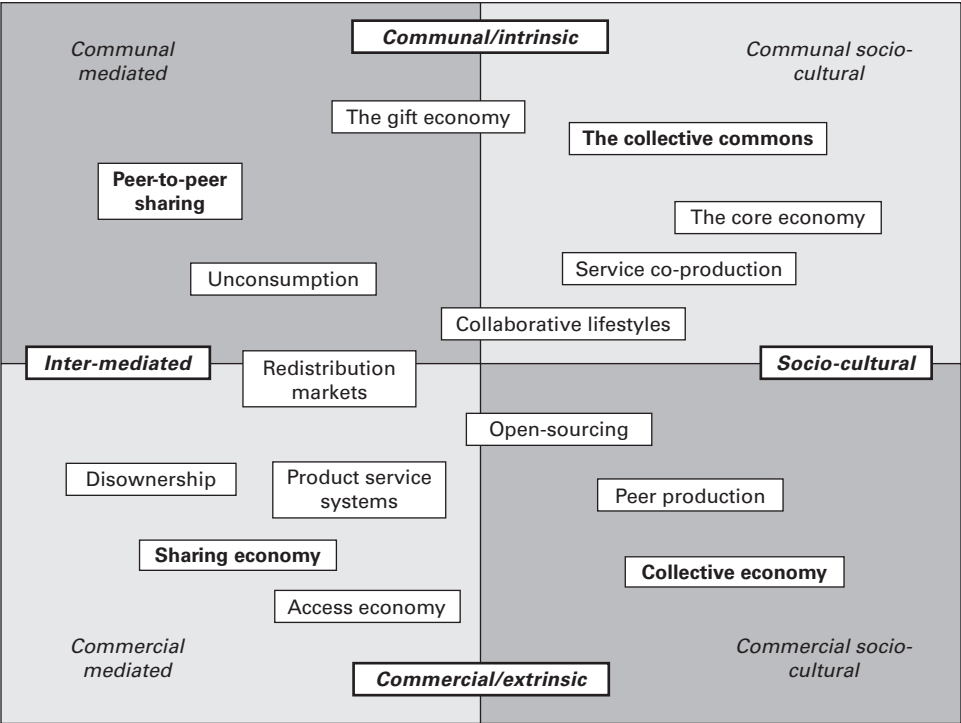 Communal/intrinsic
Communal
mediated
Communal socio-
cultural
The gift economy
The collective commons
Peer-to-peer
sharing
The core economy
Service co-production
Unconsumption
Collaborative lifestyles
Inter-mediated
Redistribution
markets
Socio-cultural
Open-sourcing
Disownership
Product service
systems
Peer production
Sharing economy
Collective economy
Access economy
Commercial
mediated
Commercial socio-
cultural
Commercial/extrinsic